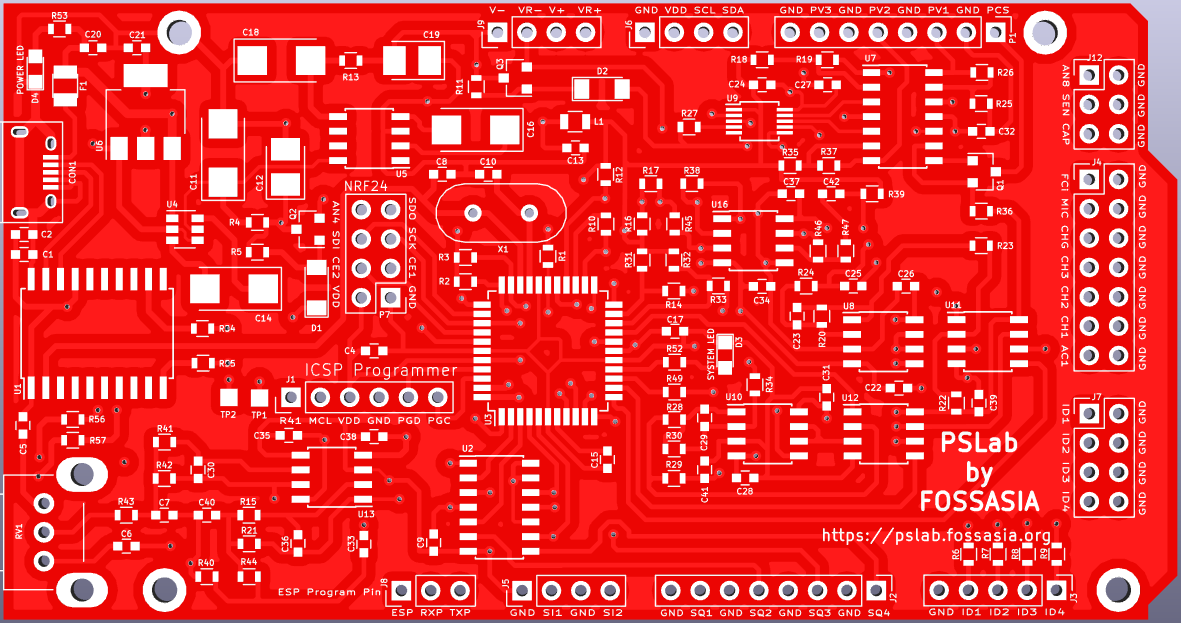 R53
C20
C21
C18
R13
C19
J9
V- VR- V+ VR+
J6
GND VDD SCL SDA
GND PV3 GND PV2 GND PV1 GND PCS
P1
POWER LED
D4
F1
U6
R11
Q3
D2
R18
R19
U7
C24
C27
R26
R25
C32
J12
AN8 SEN CAP
GND GND GND
CON1
C11
C12
U5
C16
L1
C13
R27
U9
R35
R37
C8
C10
R12
R17
R38
C37
C42
R39
Q1
R36
R23
J4
FCI MIC CHG CH3 CH2 CH1 AC1
GND GND GND GND GND GND GND
C2
C1
U4
R4
R5
Q2
NRF24
AN4 SDI CE2 VDD
SDO SCK CE1 GND
P7
X1
R3
R2
R1
R10
R16
R45
R31
R32
U16
R46
R47
C14
D1
R14
R33
C34
R24
C25
C26
U1
C4
C17
SYSTEM LED
D3
C23
R20
U8
U11
R52
R49
R34
C31
C22
R22
C39
ICSP Programmer
J1
R41 MCL VDD GND PGD PGC
TP2
TP1
U3
R28
C29
U10
U12
J7
ID1 ID2 ID3 ID4
GND GND GND GND
C5
R56
R57
R41
R42
C30
C35
C38
U13
U2
C15
R30
R29
C41
C28
PSLab
by
FOSSASIA
https://pslab.fossasia.org
RV1
R43
C7
C40
R15
C6
R21
R40
R44
C36
C33
C9
R6
R7
R8
R9
ESP Program Pin
J8
ESP RXP TXP
J5
GND SI1 GND SI2
GND SQ1 GND SQ2 GND SQ3 GND SQ4
J2
GND ID1 ID2 ID3 ID4
J3